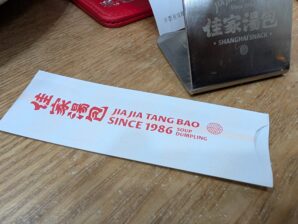 佳家湯包
SHANGHAI SNACK
佳家湯包
JIA JIA TANG BAO
SINCE 1986
SOUP
DUMPLING